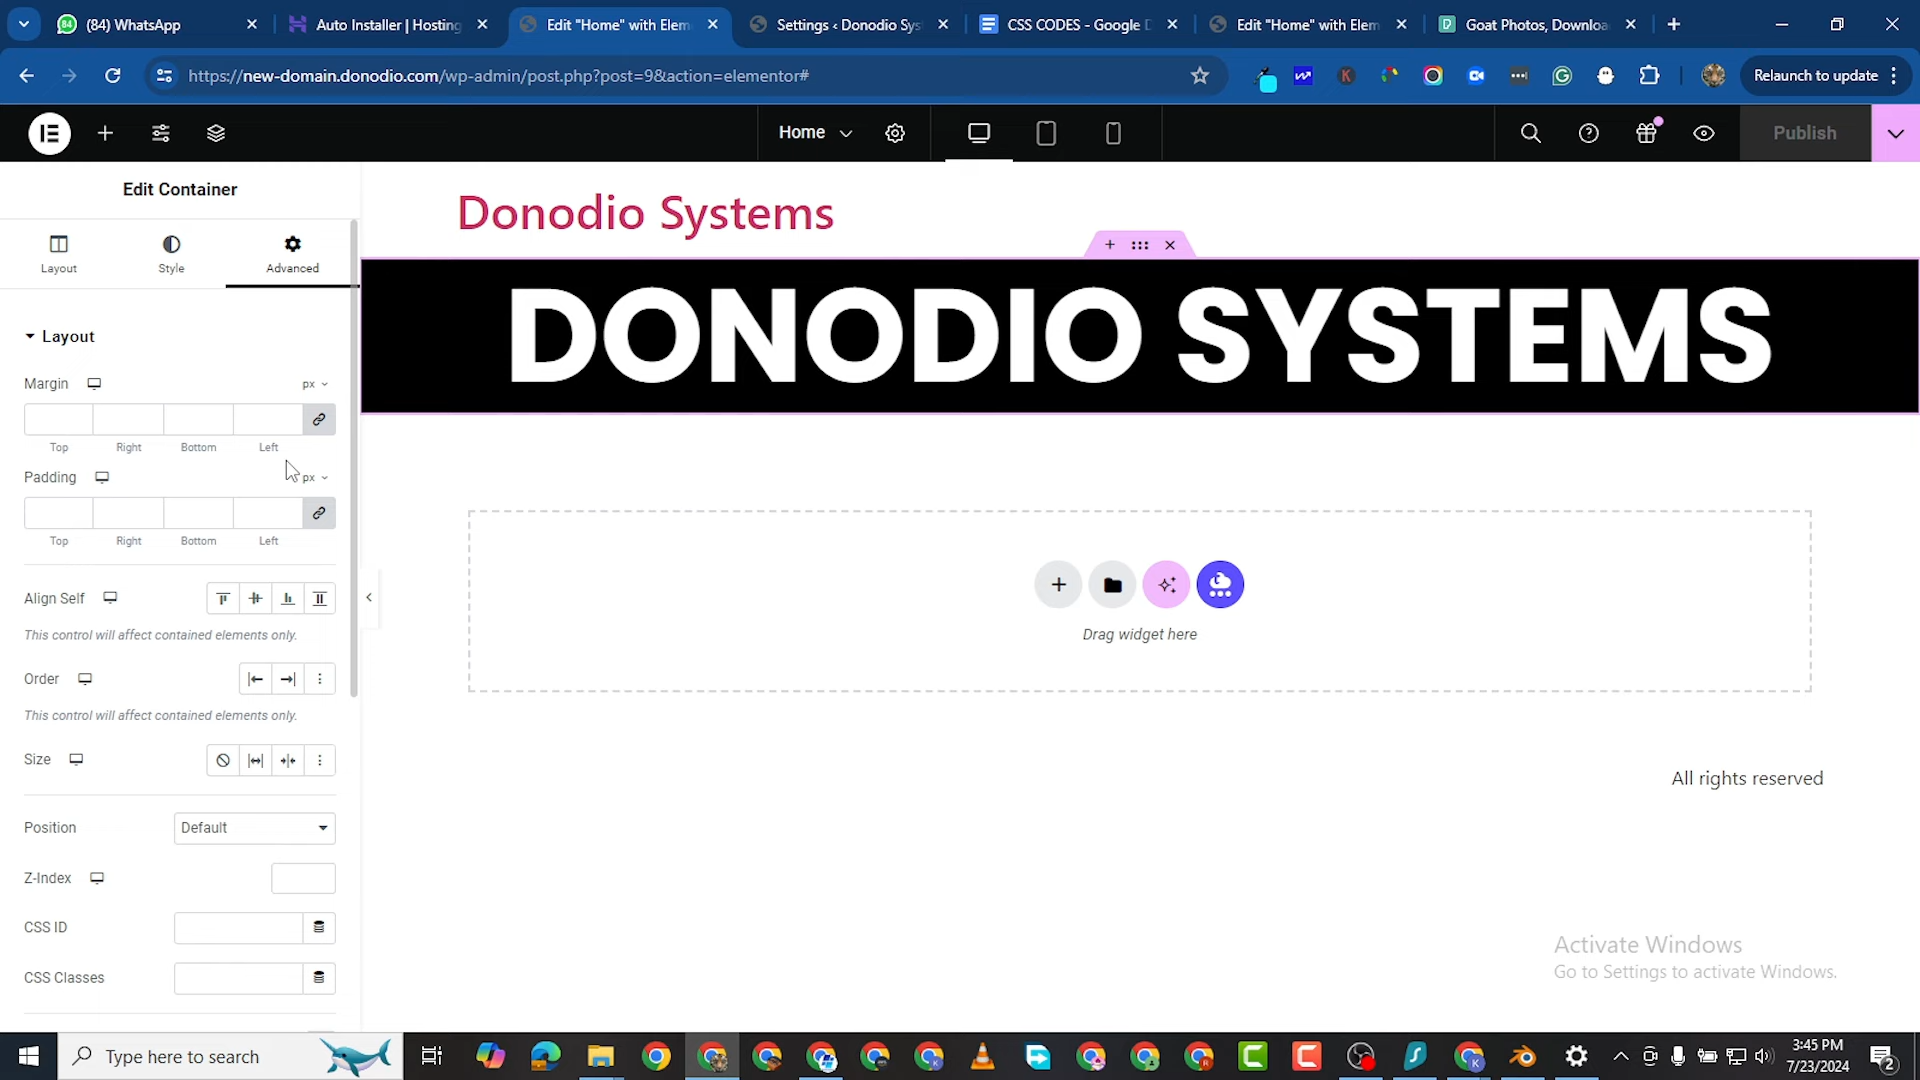 (84) WhatsApp
Auto Installer | Hosting
Edit "Home" with Elem
Settings ‹ Donodio Sys
CSS CODES - Google D
Edit "Home" with Elem
Goat Photos, Downloa
https://new-domain.donodio.com/wp-admin/post.php?post=9&action=elementor#
Relaunch to update
Home
Publish
Edit Container
Layout
Style
Advanced
Layout
Margin
px
Top
Right
Bottom
Left
Padding
px
Top
Right
Bottom
Left
Align Self
This control will affect contained elements only.
Order
This control will affect contained elements only.
Size
Position
Default
Z-Index
CSS ID
CSS Classes
Donodio Systems
DONODIO SYSTEMS
Drag widget here
All rights reserved
Activate Windows
Go to Settings to activate Windows.
Type here to search
3:45 PM
7/23/2024
2